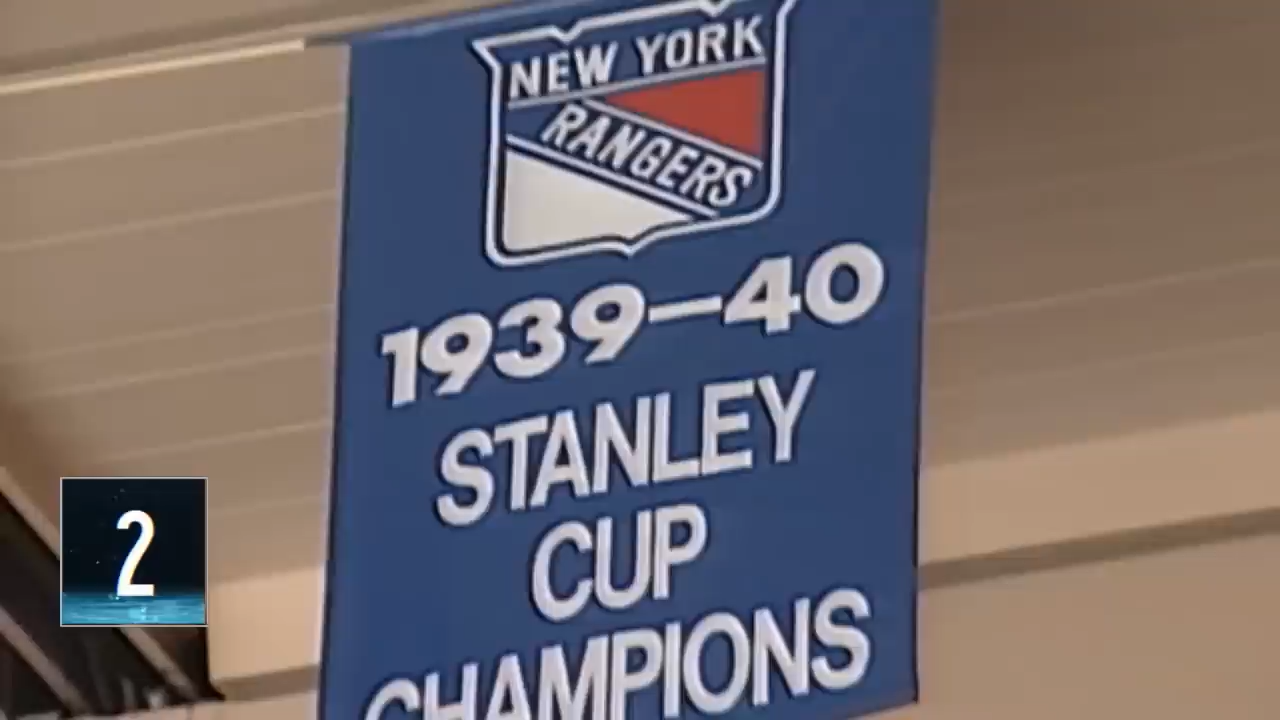 NEW YORK
RANGERS
1939–40
STANLEY
CUP
CHAMPIONS
2